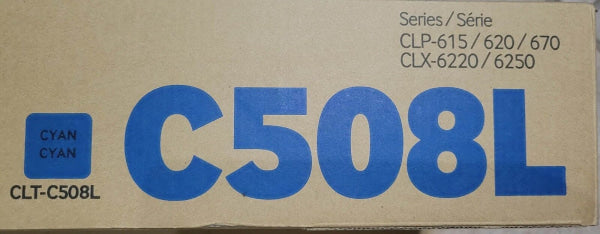 Series / Série
CLP-615 / 620 / 670
CLX-6220 / 6250
CYAN
CYAN
CLT-C508L
C508L